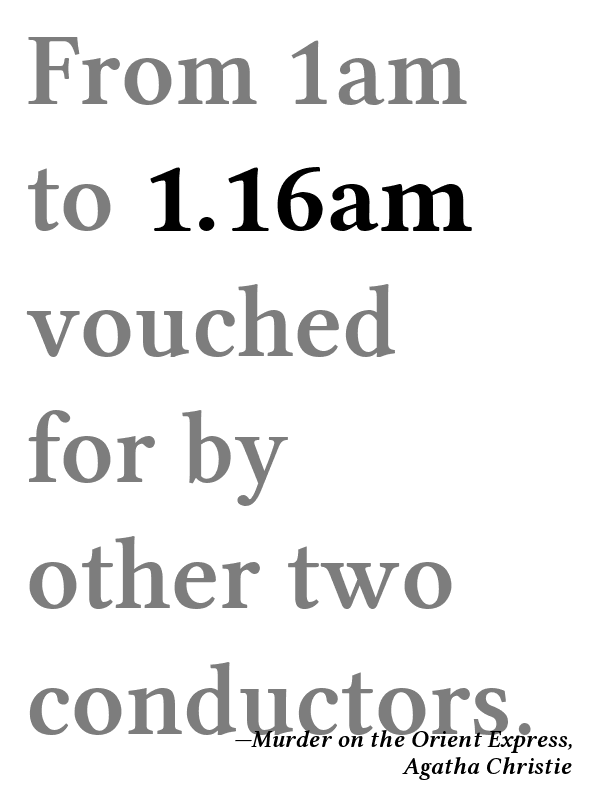 From 1am
to 1.16am
vouched
for by
other two
conductors.
—Murder on the Orient Express,
Agatha Christie